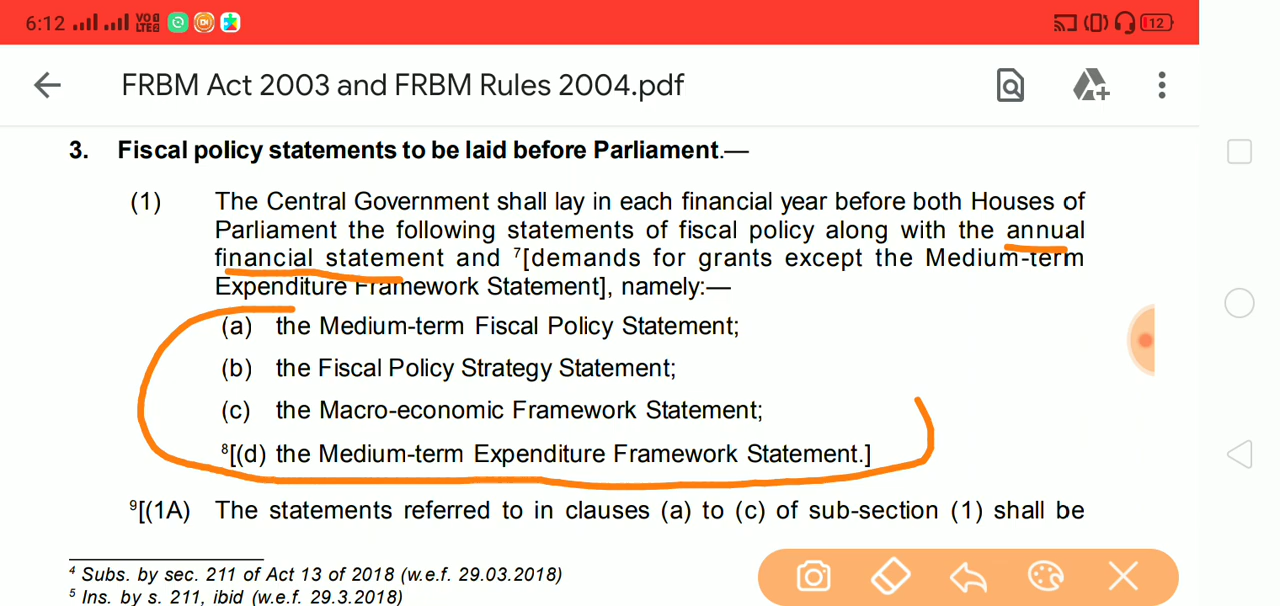 6:12 VoD LTE2 12
FRBM Act 2003 and FRBM Rules 2004.pdf
3. Fiscal policy statements to be laid before Parliament.—
(1) The Central Government shall lay in each financial year before both Houses of
Parliament the following statements of fiscal policy along with the annual
financial statement and ⁷[demands for grants except the Medium-term
Expenditure Framework Statement], namely:—
(a) the Medium-term Fiscal Policy Statement;
(b) the Fiscal Policy Strategy Statement;
(c) the Macro-economic Framework Statement;
⁸[(d) the Medium-term Expenditure Framework Statement.]
⁹[(1A) The statements referred to in clauses (a) to (c) of sub-section (1) shall be
⁴ Subs. by sec. 211 of Act 13 of 2018 (w.e.f. 29.03.2018)
⁵ Ins. by s. 211, ibid (w.e.f. 29.3.2018)